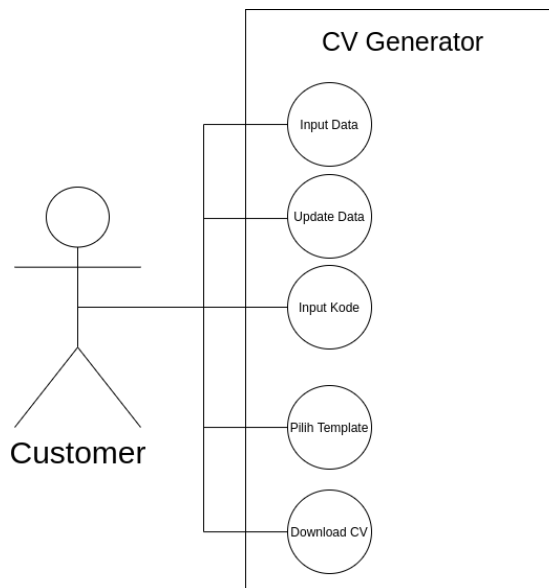 CV Generator
Input Data
Update Data
Input Kode
Pilih Template
Download CV
Customer